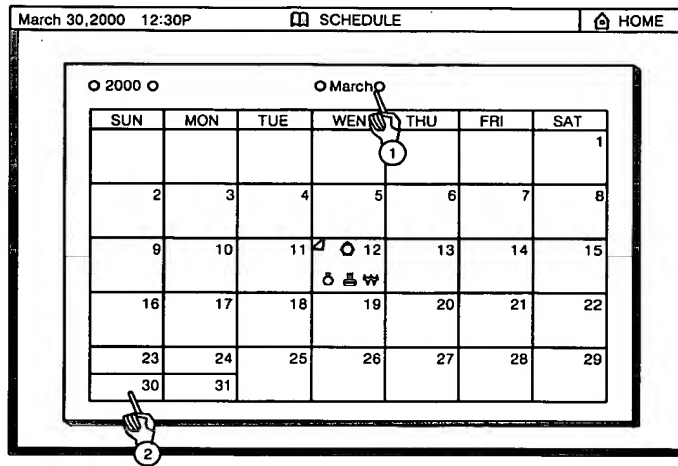 March 30,2000 12:30P SCHEDULE HOME
2000 March
SUN MON TUE WEN THU FRI SAT
1
1
2 3 4 5 6 7 8
9 10 11 12 13 14 15
16 17 18 19 20 21 22
23 24 25 26 27 28 29
30 31
2